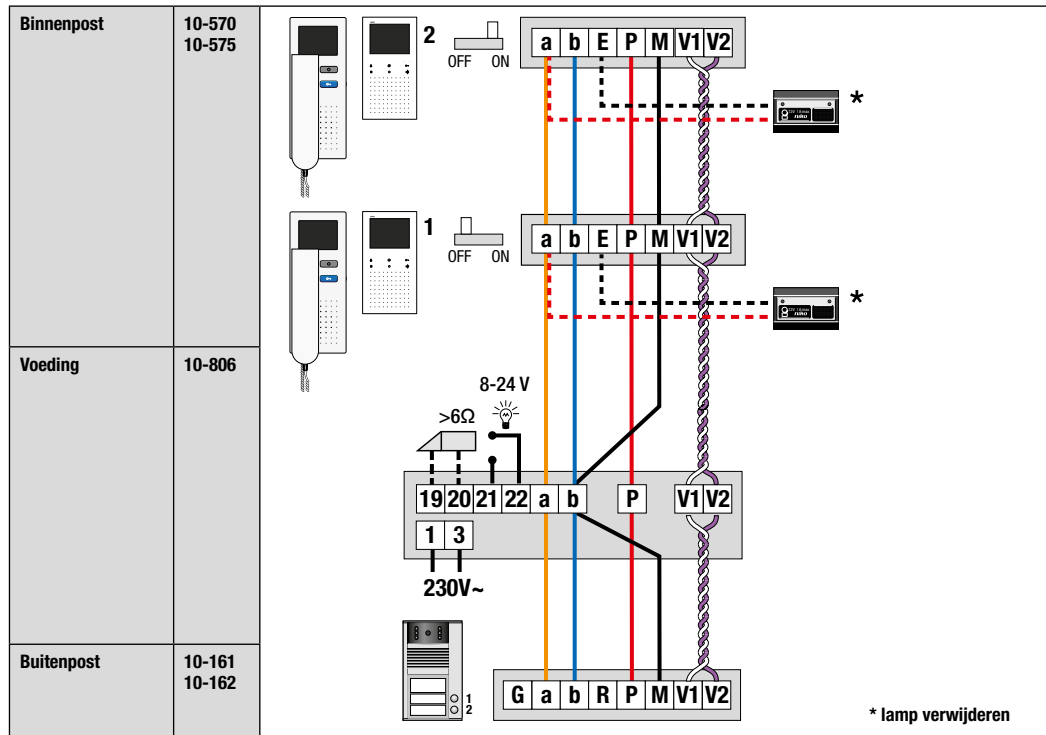 Binnenpost
10-570
10-575
2
OFF ON
a b E P M V1 V2
*
niko
1
OFF ON
a b E P M V1 V2
*
niko
Voeding
10-806
8-24 V
>6Ω
19 20 21 22 a b P V1 V2
1 3
230V~
Buitenpost
10-161
10-162
1
2
G a b R P M V1 V2
* lamp verwijderen